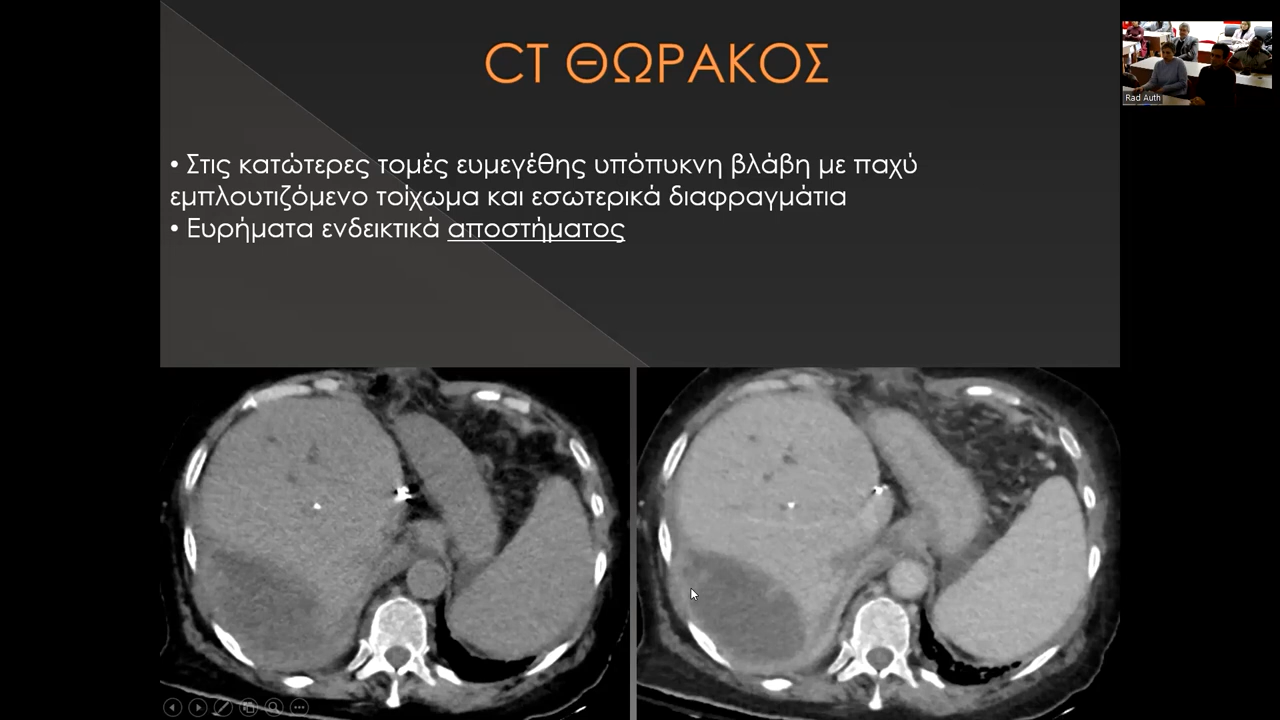 CT ΘΩΡΑΚΟΣ
Rad Auth
• Στις κατώτερες τομές ευμεγέθης υπόπυκνη βλάβη με παχύ
εμπλουτιζόμενο τοίχωμα και εσωτερικά διαφραγμάτια
• Ευρήματα ενδεικτικά αποστήματος